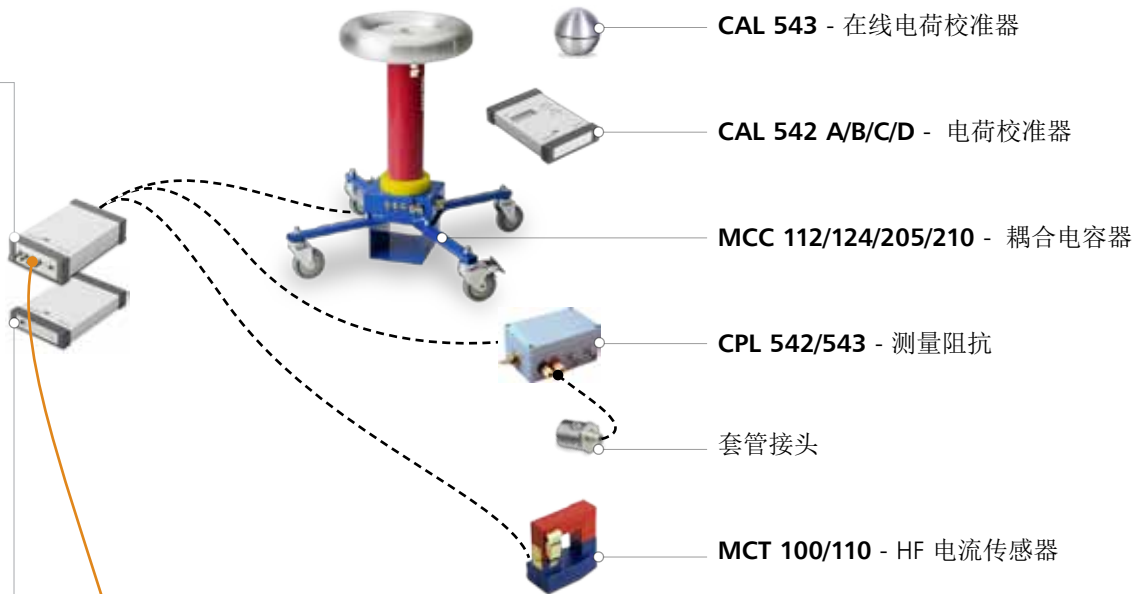 CAL 543 - 在线电荷校准器
CAL 542 A/B/C/D - 电荷校准器
MCC 112/124/205/210 - 耦合电容器
CPL 542/543 - 测量阻抗
套管接头
MCT 100/110 - HF 电流传感器